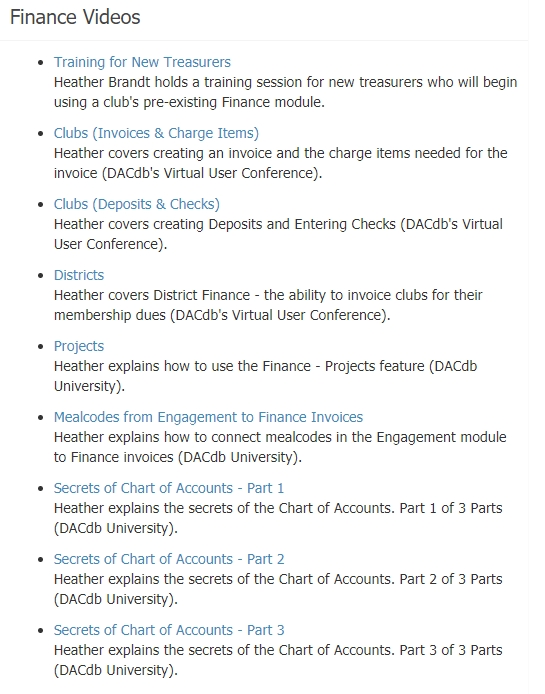 Finance Videos
Training for New Treasurers
Heather Brandt holds a training session for new treasurers who will begin
using a club's pre-existing Finance module.
Clubs (Invoices & Charge Items)
Heather covers creating an invoice and the charge items needed for the
invoice (DACdb's Virtual User Conference).
Clubs (Deposits & Checks)
Heather covers creating Deposits and Entering Checks (DACdb's Virtual
User Conference).
Districts
Heather covers District Finance - the ability to invoice clubs for their
membership dues (DACdb's Virtual User Conference).
Projects
Heather explains how to use the Finance - Projects feature (DACdb
University).
Mealcodes from Engagement to Finance Invoices
Heather explains how to connect mealcodes in the Engagement module
to Finance invoices (DACdb University).
Secrets of Chart of Accounts - Part 1
Heather explains the secrets of the Chart of Accounts. Part 1 of 3 Parts
(DACdb University).
Secrets of Chart of Accounts - Part 2
Heather explains the secrets of the Chart of Accounts. Part 2 of 3 Parts
(DACdb University).
Secrets of Chart of Accounts - Part 3
Heather explains the secrets of the Chart of Accounts. Part 3 of 3 Parts
(DACdb University).